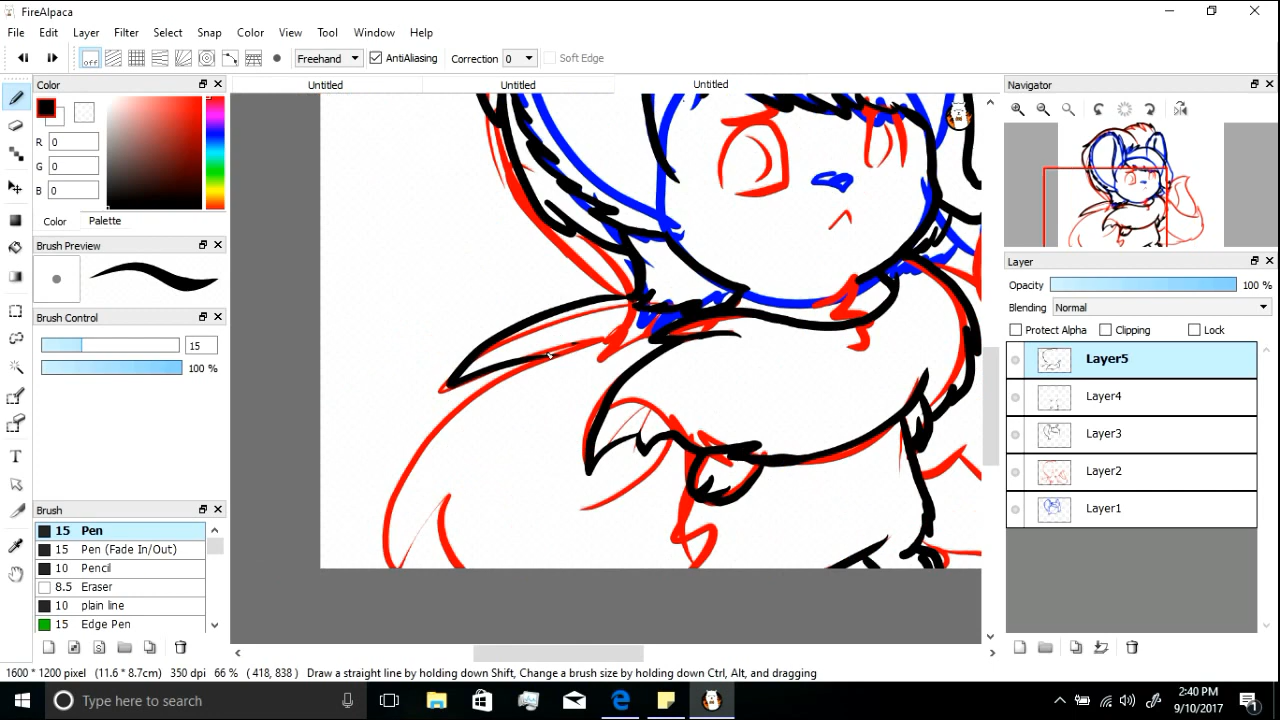 FireAlpaca
File Edit Layer Filter Select Snap Color View Tool Window Help
off Freehand AntiAliasing Correction 0 Soft Edge
Color
Untitled Untitled Untitled
Navigator
R 0
G 0
B 0
Color Palette
Brush Preview
Layer
Opacity 100 %
Blending Normal
Protect Alpha Clipping Lock
Brush Control
15
100 %
Layer5
Layer4
Layer3
Layer2
Layer1
Brush
15 Pen
15 Pen (Fade In/Out)
10 Pencil
8.5 Eraser
10 plain line
15 Edge Pen
1600 * 1200 pixel (11.6 * 8.7cm) 350 dpi 66 % ( 418, 838 ) Draw a straight line by holding down Shift, Change a brush size by holding down Ctrl, Alt, and dragging
Type here to search
2:40 PM
9/10/2017
1